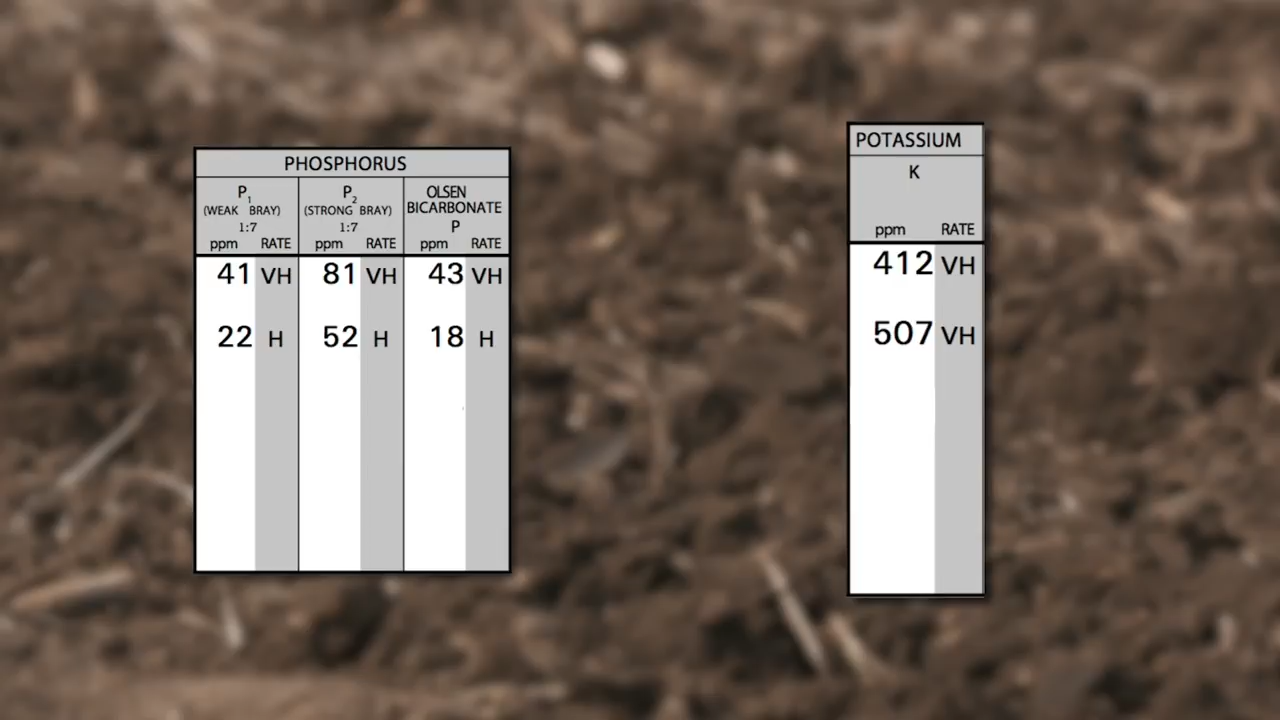 PHOSPHORUS
P1 P2 OLSEN
(WEAK BRAY) (STRONG BRAY) BICARBONATE
1:7 1:7 P
ppm RATE ppm RATE ppm RATE
41 VH 81 VH 43 VH
22 H 52 H 18 H
POTASSIUM
K
ppm RATE
412 VH
507 VH